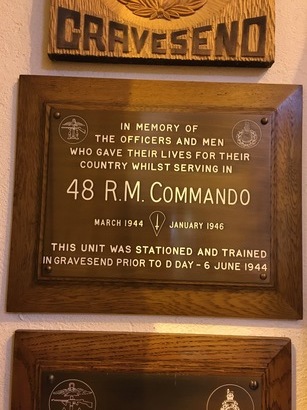 GRAVESEND
IN MEMORY OF
THE OFFICERS AND MEN
WHO GAVE THEIR LIVES FOR THEIR
COUNTRY WHILST SERVING IN
48 R.M. COMMANDO
MARCH 1944 JANUARY 1946
THIS UNIT WAS STATIONED AND TRAINED
IN GRAVESEND PRIOR TO D DAY - 6 JUNE 1944